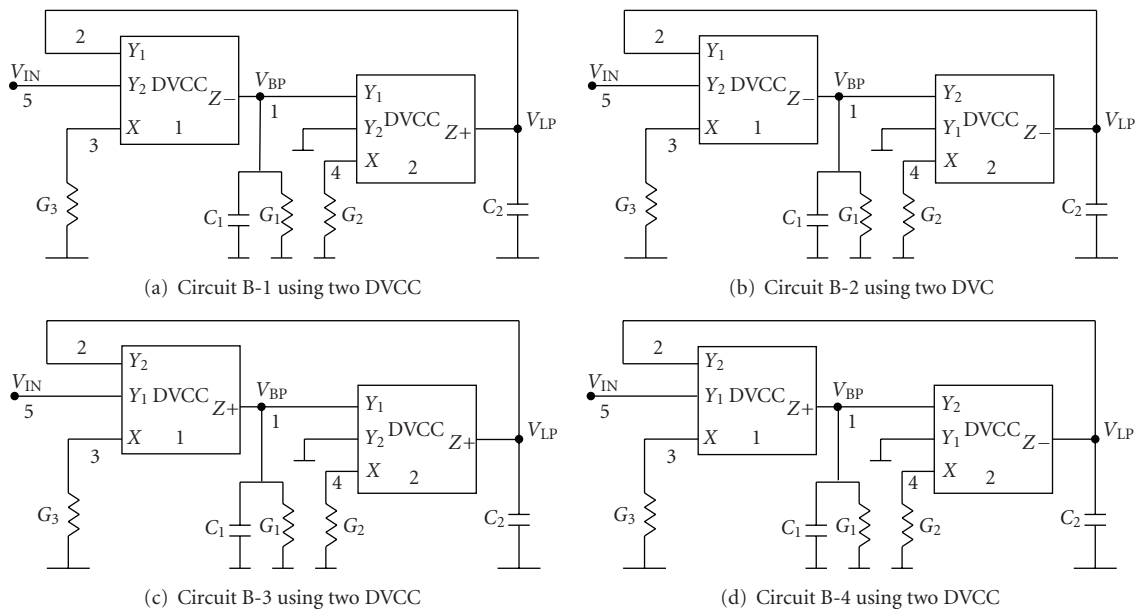 2
Y1
VIN
Y2 DVCC
Z−
VBP
5
1
Y1
VLP
X
1
Y2 DVCC
Z+
3
X
4
2
G3
C1
G1
G2
C2
(a) Circuit B-1 using two DVCC
2
Y1
VIN
Y2 DVCC
Z−
VBP
5
1
Y2
VLP
X
1
Y1 DVCC
Z−
3
X
4
2
G3
C1
G1
G2
C2
(b) Circuit B-2 using two DVC
2
Y2
VIN
Y1 DVCC
Z+
VBP
5
1
Y1
VLP
X
1
Y2 DVCC
Z+
3
X
4
2
G3
C1
G1
G2
C2
(c) Circuit B-3 using two DVCC
2
Y2
VIN
Y1 DVCC
Z+
VBP
5
1
Y2
VLP
X
1
Y1 DVCC
Z−
3
X
4
2
G3
C1
G1
G2
C2
(d) Circuit B-4 using two DVCC